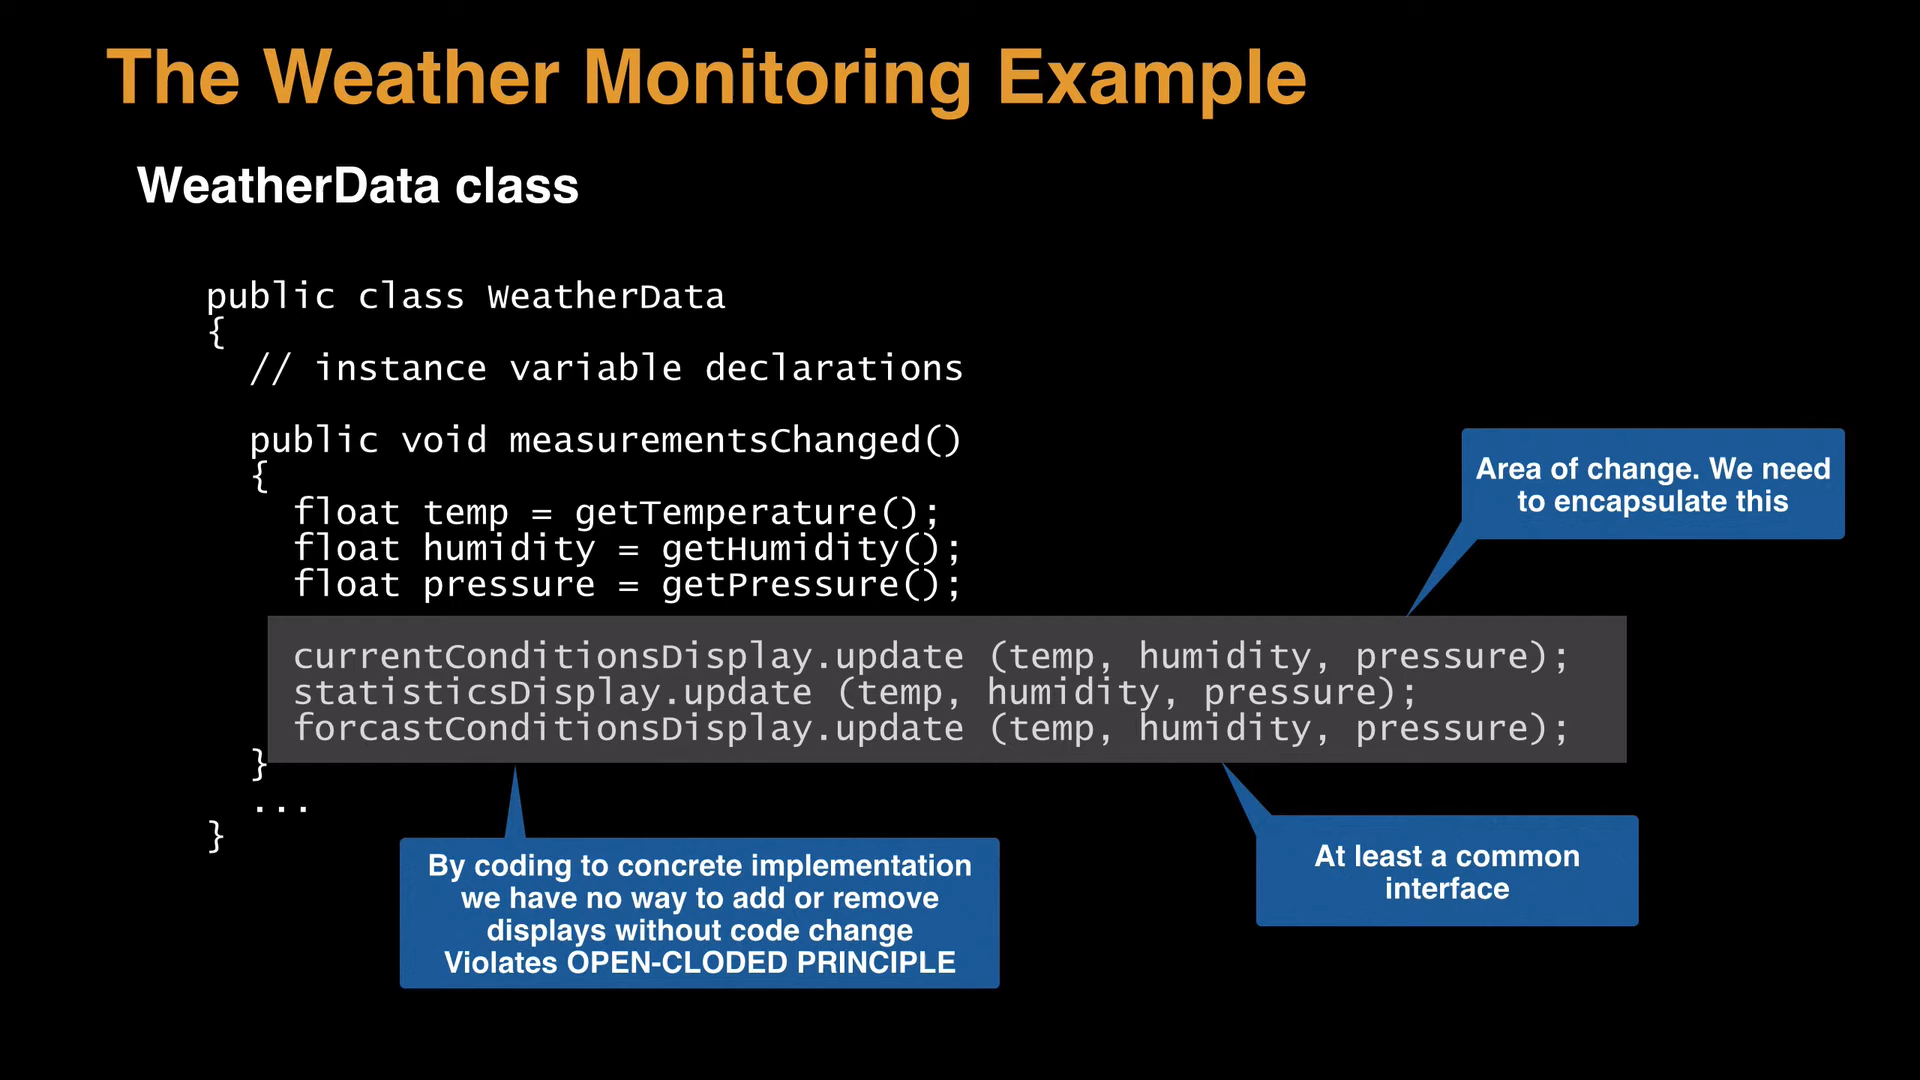 The Weather Monitoring Example
WeatherData class
public class WeatherData
{
// instance variable declarations
public void measurementsChanged()
{
float temp = getTemperature();
float humidity = getHumidity();
float pressure = getPressure();
currentConditionsDisplay.update (temp, humidity, pressure);
statisticsDisplay.update (temp, humidity, pressure);
forcastConditionsDisplay.update (temp, humidity, pressure);
}
...
}
Area of change. We need
to encapsulate this
By coding to concrete implementation
we have no way to add or remove
displays without code change
Violates OPEN-CLODED PRINCIPLE
At least a common
interface